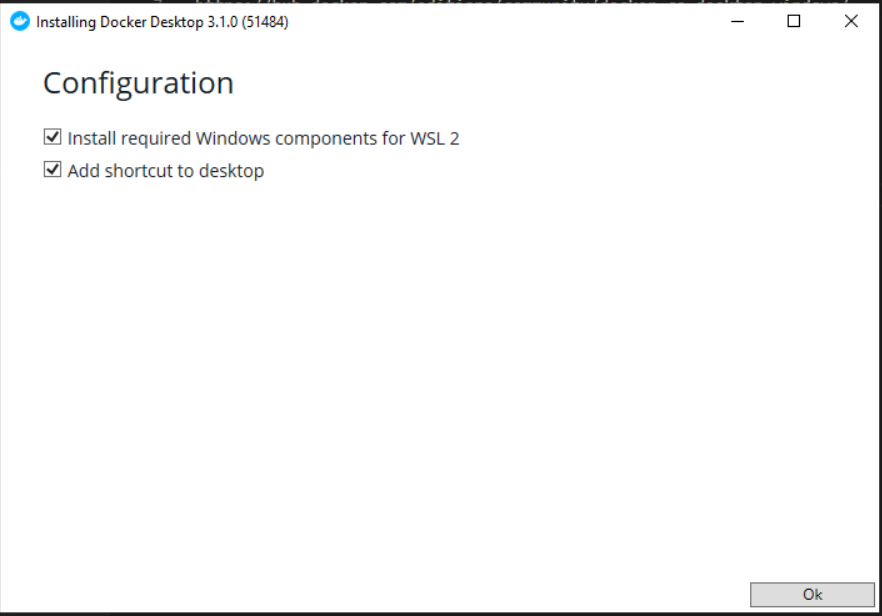 Installing Docker Desktop 3.1.0 (51484)
Configuration
Install required Windows components for WSL 2
Add shortcut to desktop
Ok